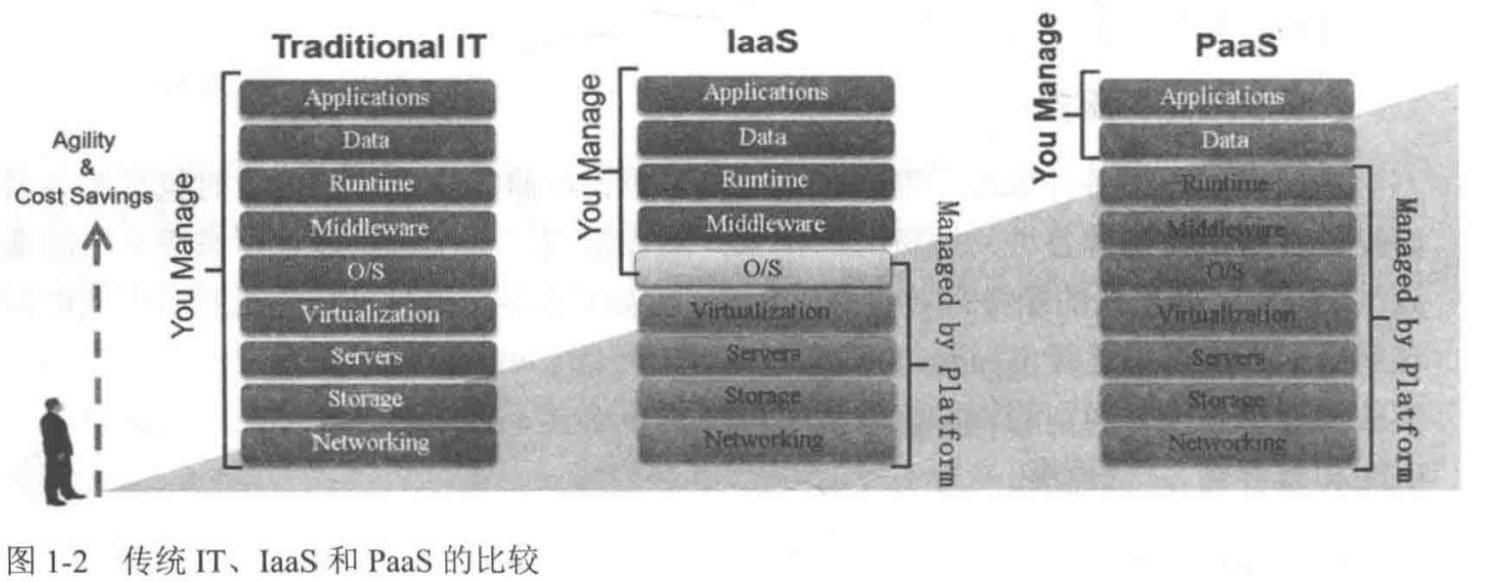 Traditional IT
IaaS
PaaS
Agility
&
Cost Savings
You Manage
Applications
Data
Runtime
Middleware
O/S
Virtualization
Servers
Storage
Networking
You Manage
Applications
Data
Runtime
Middleware
O/S
Virtualization
Servers
Storage
Networking
Managed by Platform
You Manage
Applications
Data
Runtime
Middleware
O/S
Virtualization
Servers
Storage
Networking
Managed by Platform
图 1-2 传统 IT、IaaS 和 PaaS 的比较